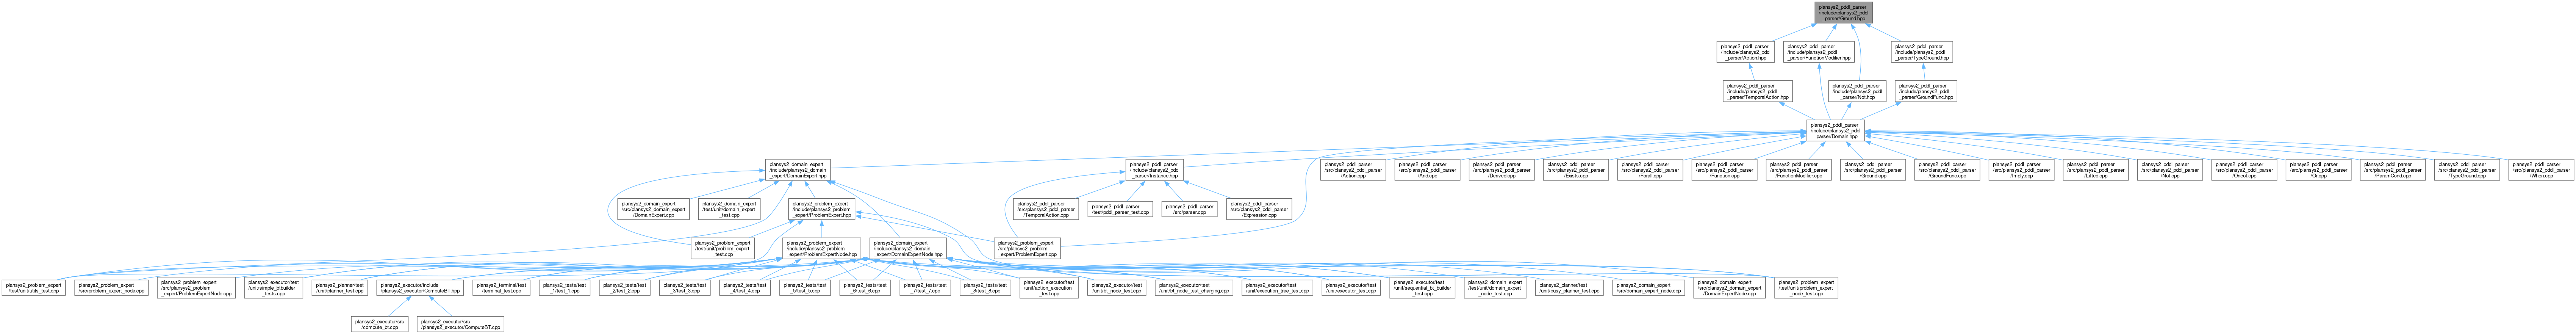 plansys2_pddl_parser
/include/plansys2_pddl
_parser/Ground.hpp
plansys2_pddl_parser
/include/plansys2_pddl
_parser/Action.hpp
plansys2_pddl_parser
/include/plansys2_pddl
_parser/FunctionModifier.hpp
plansys2_pddl_parser
/include/plansys2_pddl
_parser/TypeGround.hpp
plansys2_pddl_parser
/include/plansys2_pddl
_parser/TemporalAction.hpp
plansys2_pddl_parser
/include/plansys2_pddl
_parser/Not.hpp
plansys2_pddl_parser
/include/plansys2_pddl
_parser/GroundFunc.hpp
plansys2_pddl_parser
/include/plansys2_pddl
_parser/Domain.hpp
plansys2_domain_expert
/include/plansys2_domain
_expert/DomainExpert.hpp
plansys2_pddl_parser
/include/plansys2_pddl
_parser/Instance.hpp
plansys2_pddl_parser
/src/plansys2_pddl_parser
/Action.cpp
plansys2_pddl_parser
/src/plansys2_pddl_parser
/And.cpp
plansys2_pddl_parser
/src/plansys2_pddl_parser
/Derived.cpp
plansys2_pddl_parser
/src/plansys2_pddl_parser
/Exists.cpp
plansys2_pddl_parser
/src/plansys2_pddl_parser
/Forall.cpp
plansys2_pddl_parser
/src/plansys2_pddl_parser
/Function.cpp
plansys2_pddl_parser
/src/plansys2_pddl_parser
/FunctionModifier.cpp
plansys2_pddl_parser
/src/plansys2_pddl_parser
/Ground.cpp
plansys2_pddl_parser
/src/plansys2_pddl_parser
/GroundFunc.cpp
plansys2_pddl_parser
/src/plansys2_pddl_parser
/Imply.cpp
plansys2_pddl_parser
/src/plansys2_pddl_parser
/Lifted.cpp
plansys2_pddl_parser
/src/plansys2_pddl_parser
/Not.cpp
plansys2_pddl_parser
/src/plansys2_pddl_parser
/Oneof.cpp
plansys2_pddl_parser
/src/plansys2_pddl_parser
/Or.cpp
plansys2_pddl_parser
/src/plansys2_pddl_parser
/ParamCond.cpp
plansys2_pddl_parser
/src/plansys2_pddl_parser
/TypeGround.cpp
plansys2_pddl_parser
/src/plansys2_pddl_parser
/When.cpp
plansys2_domain_expert
/src/plansys2_domain_expert
/DomainExpert.cpp
plansys2_domain_expert
/test/unit/domain_expert
_test.cpp
plansys2_problem_expert
/include/plansys2_problem
_expert/ProblemExpert.hpp
plansys2_pddl_parser
/src/plansys2_pddl_parser
/TemporalAction.cpp
plansys2_pddl_parser
/test/pddl_parser_test.cpp
plansys2_pddl_parser
/src/parser.cpp
plansys2_pddl_parser
/src/plansys2_pddl_parser
/Expression.cpp
plansys2_problem_expert
/test/unit/problem_expert
_test.cpp
plansys2_problem_expert
/include/plansys2_problem
_expert/ProblemExpertNode.hpp
plansys2_domain_expert
/include/plansys2_domain
_expert/DomainExpertNode.hpp
plansys2_problem_expert
/src/plansys2_problem
_expert/ProblemExpert.cpp
plansys2_problem_expert
/test/unit/utils_test.cpp
plansys2_problem_expert
/src/problem_expert_node.cpp
plansys2_problem_expert
/src/plansys2_problem
_expert/ProblemExpertNode.cpp
plansys2_executor/test
/unit/simple_btbuilder
_tests.cpp
plansys2_planner/test
/unit/planner_test.cpp
plansys2_executor/include
/plansys2_executor/ComputeBT.hpp
plansys2_terminal/test
/terminal_test.cpp
plansys2_tests/test
_1/test_1.cpp
plansys2_tests/test
_2/test_2.cpp
plansys2_tests/test
_3/test_3.cpp
plansys2_tests/test
_4/test_4.cpp
plansys2_tests/test
_5/test_5.cpp
plansys2_tests/test
_6/test_6.cpp
plansys2_tests/test
_7/test_7.cpp
plansys2_tests/test
_8/test_8.cpp
plansys2_executor/test
/unit/action_execution
_test.cpp
plansys2_executor/test
/unit/bt_node_test.cpp
plansys2_executor/test
/unit/bt_node_test_charging.cpp
plansys2_executor/test
/unit/execution_tree_test.cpp
plansys2_executor/test
/unit/executor_test.cpp
plansys2_executor/test
/unit/sequential_bt_builder
_test.cpp
plansys2_domain_expert
/test/unit/domain_expert
_node_test.cpp
plansys2_planner/test
/unit/busy_planner_test.cpp
plansys2_domain_expert
/src/domain_expert_node.cpp
plansys2_domain_expert
/src/plansys2_domain_expert
/DomainExpertNode.cpp
plansys2_problem_expert
/test/unit/problem_expert
_node_test.cpp
plansys2_executor/src
/compute_bt.cpp
plansys2_executor/src
/plansys2_executor/ComputeBT.cpp